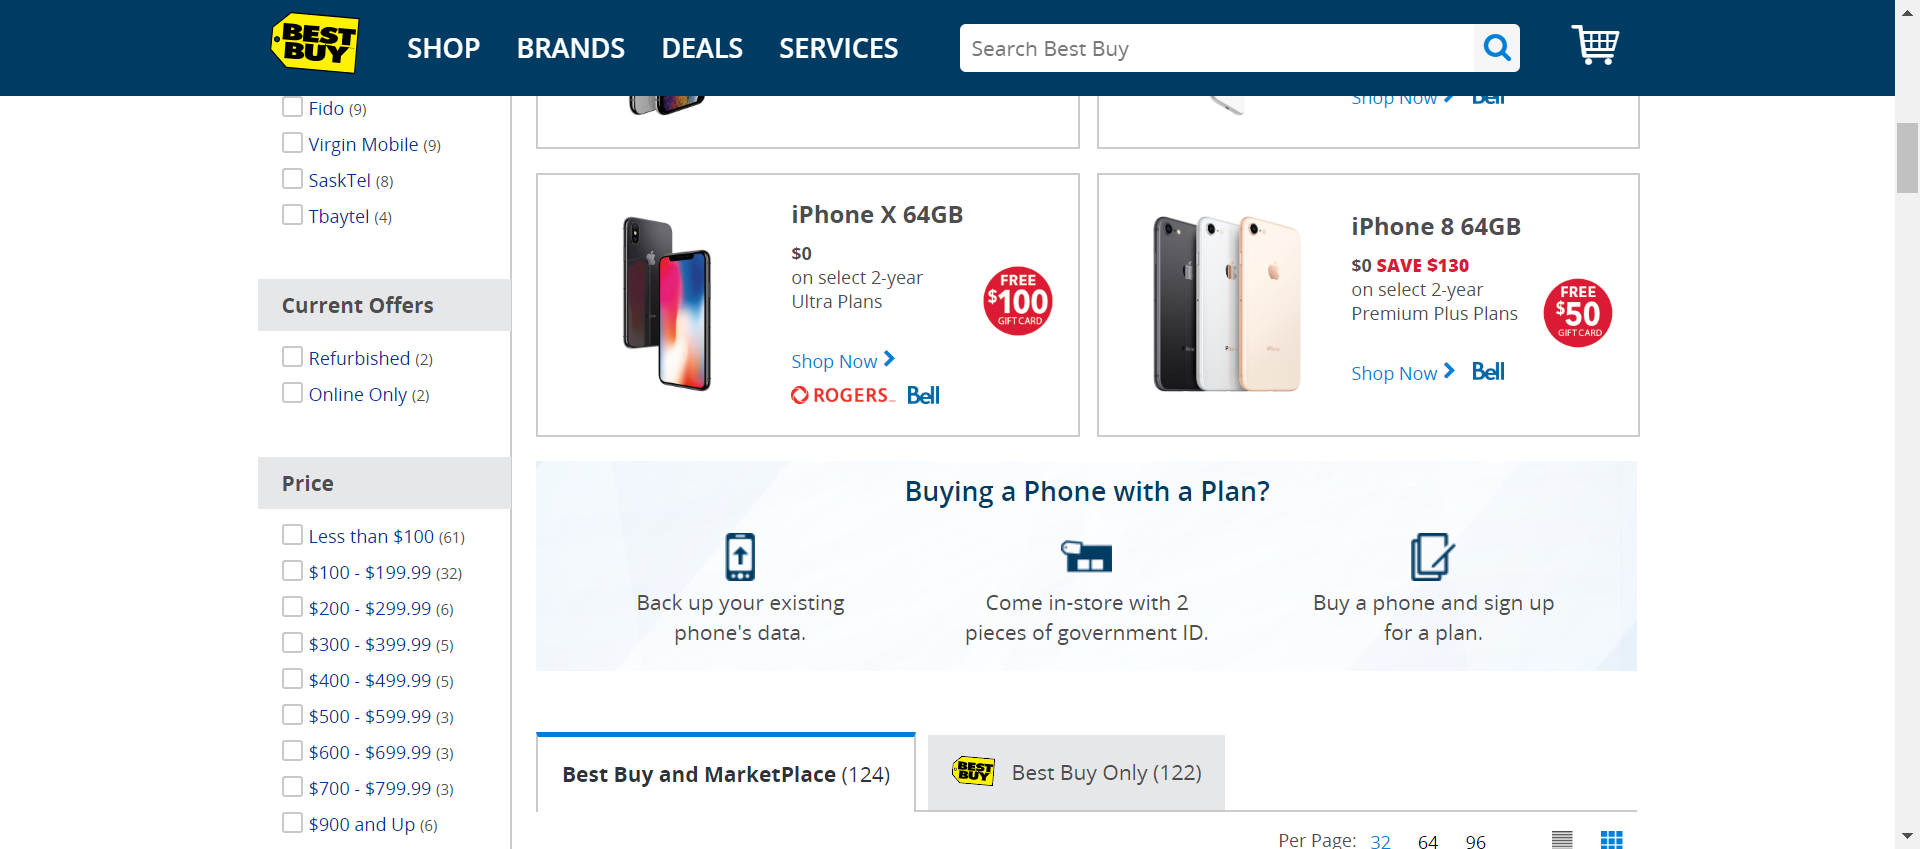 BEST BUY
SHOP BRANDS DEALS SERVICES
Search Best Buy
Fido (9)
Virgin Mobile (9)
SaskTel (8)
Tbaytel (4)
Current Offers
Refurbished (2)
Online Only (2)
Price
Less than $100 (61)
$100 - $199.99 (32)
$200 - $299.99 (6)
$300 - $399.99 (5)
$400 - $499.99 (5)
$500 - $599.99 (3)
$600 - $699.99 (3)
$700 - $799.99 (3)
$900 and Up (6)
Shop Now Bell
iPhone X 64GB
$0
on select 2-year
Ultra Plans
FREE
$100
GIFT CARD
Shop Now
ROGERS Bell
iPhone 8 64GB
$0 SAVE $130
on select 2-year
Premium Plus Plans
FREE
$50
GIFT CARD
Shop Now Bell
Buying a Phone with a Plan?
Back up your existing
phone's data.
Come in-store with 2
pieces of government ID.
Buy a phone and sign up
for a plan.
Best Buy and MarketPlace (124)
BEST BUY Best Buy Only (122)
Per Page: 32 64 96